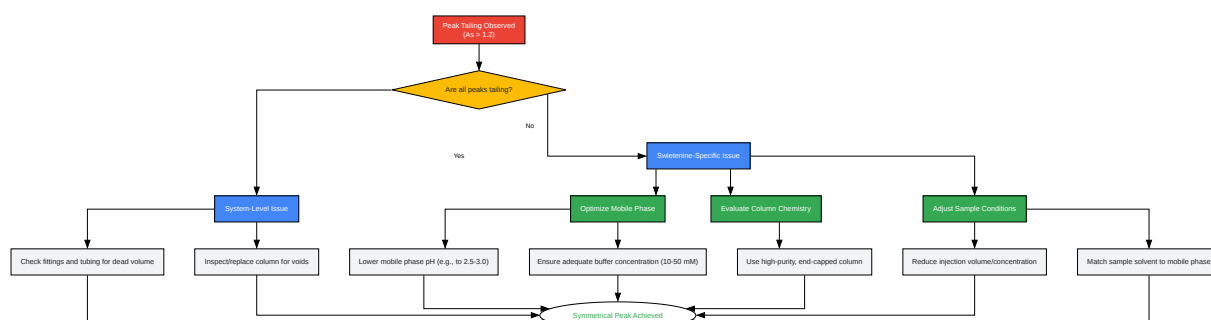 Peak Tailing Observed
(As > 1.2)
Are all peaks tailing?
No
Yes
Swietenine-Specific Issue
System-Level Issue
Optimize Mobile Phase
Evaluate Column Chemistry
Adjust Sample Conditions
Check fittings and tubing for dead volume
Inspect/replace column for voids
Lower mobile phase pH (e.g., to 2.5-3.0)
Ensure adequate buffer concentration (10-50 mM)
Use high-purity, end-capped column
Reduce injection volume/concentration
Match sample solvent to mobile phase
Symmetrical Peak Achieved